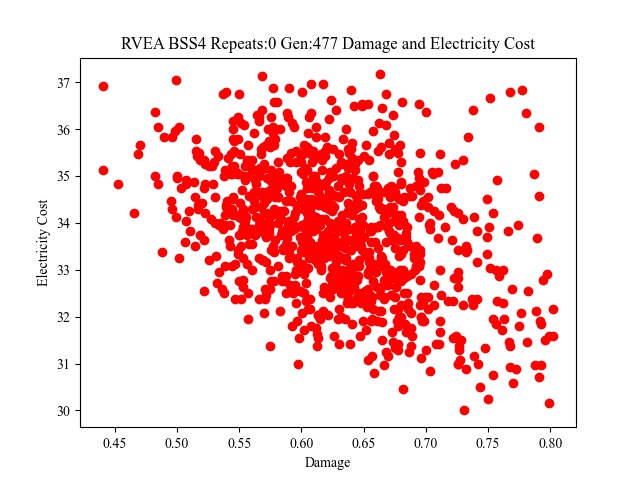 RVEA BSS4 Repeats:0 Gen:477 Damage and Electricity Cost
37
36
35
34
33
32
31
30
Electricity Cost
0.45 0.50 0.55 0.60 0.65 0.70 0.75 0.80
Damage